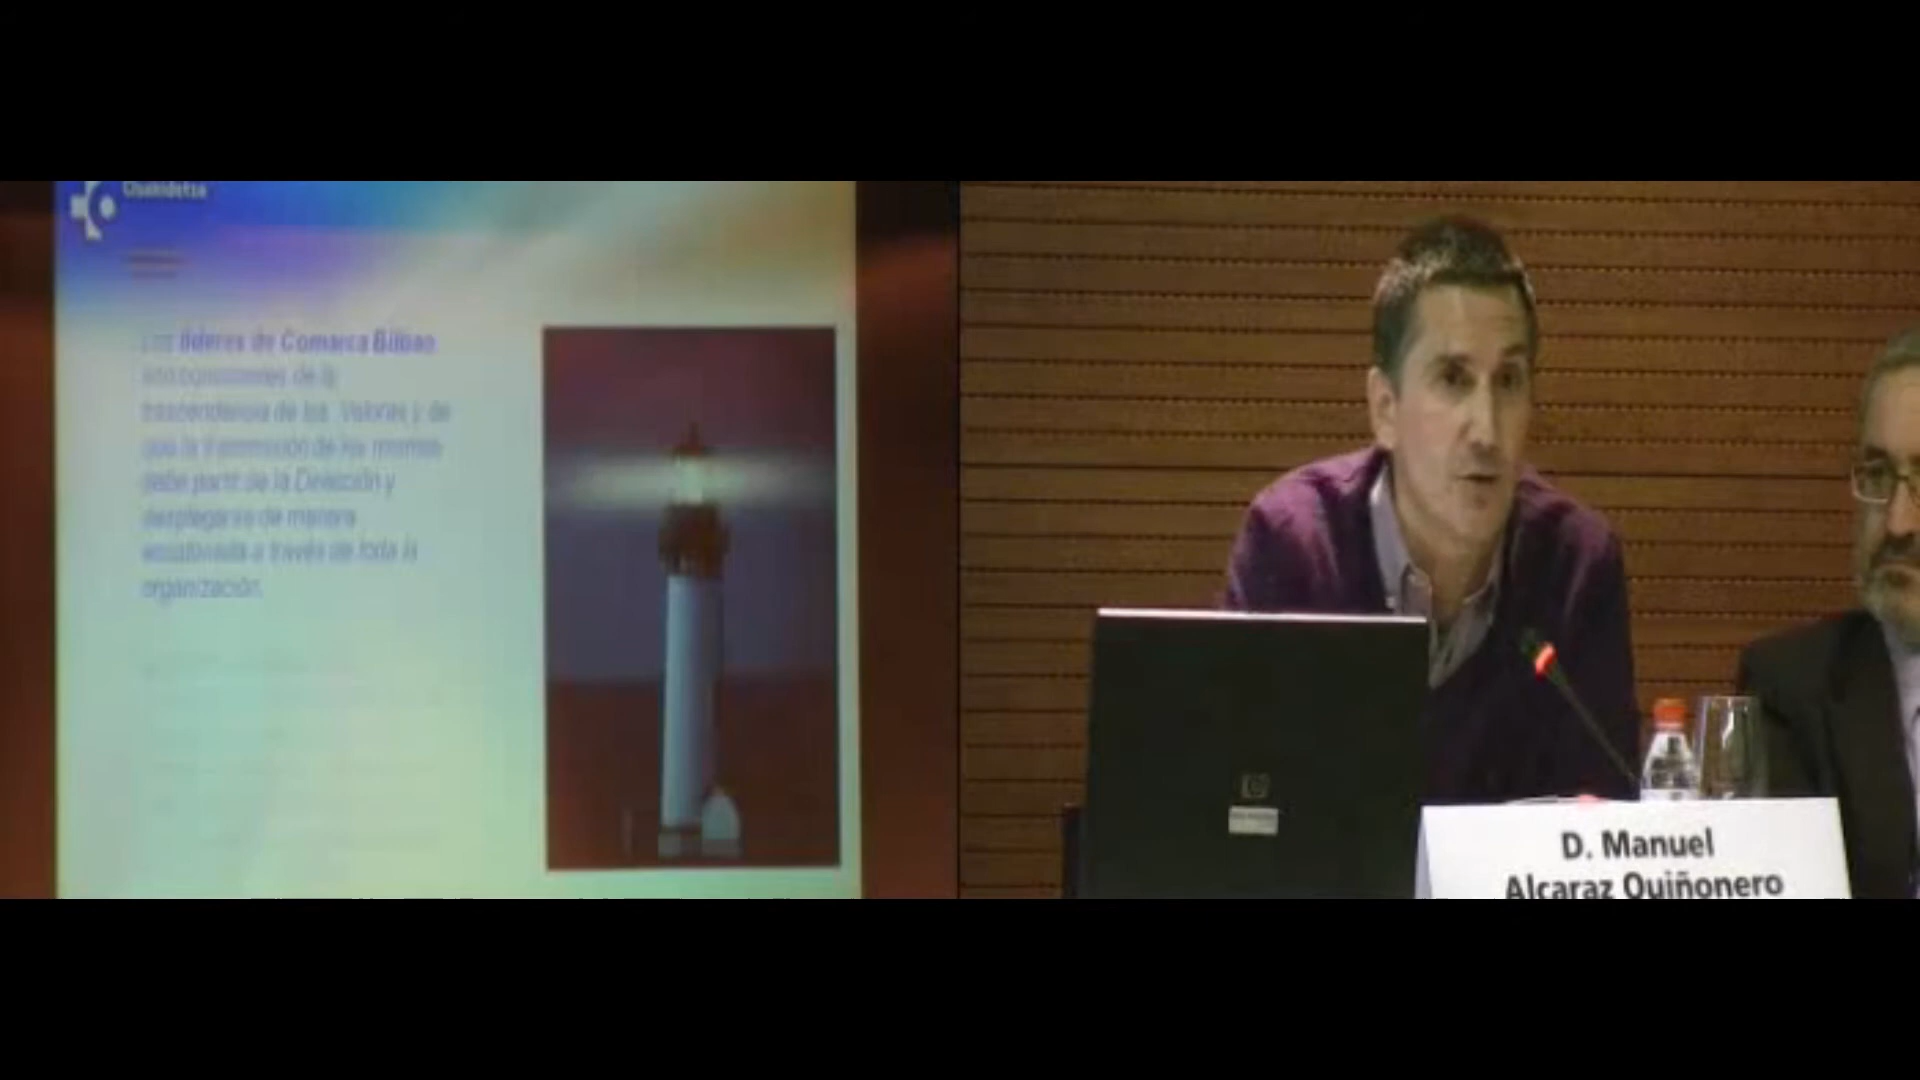 Osakidetza
Los líderes de Comarca Bilbao,
son conscientes de la
trascendencia de los Valores y de
que la transmisión de los mismos
debe partir de la Dirección y
desplegarse de manera
escalonada a través de toda la
organización.
D. Manuel
Alcaraz Quiñonero